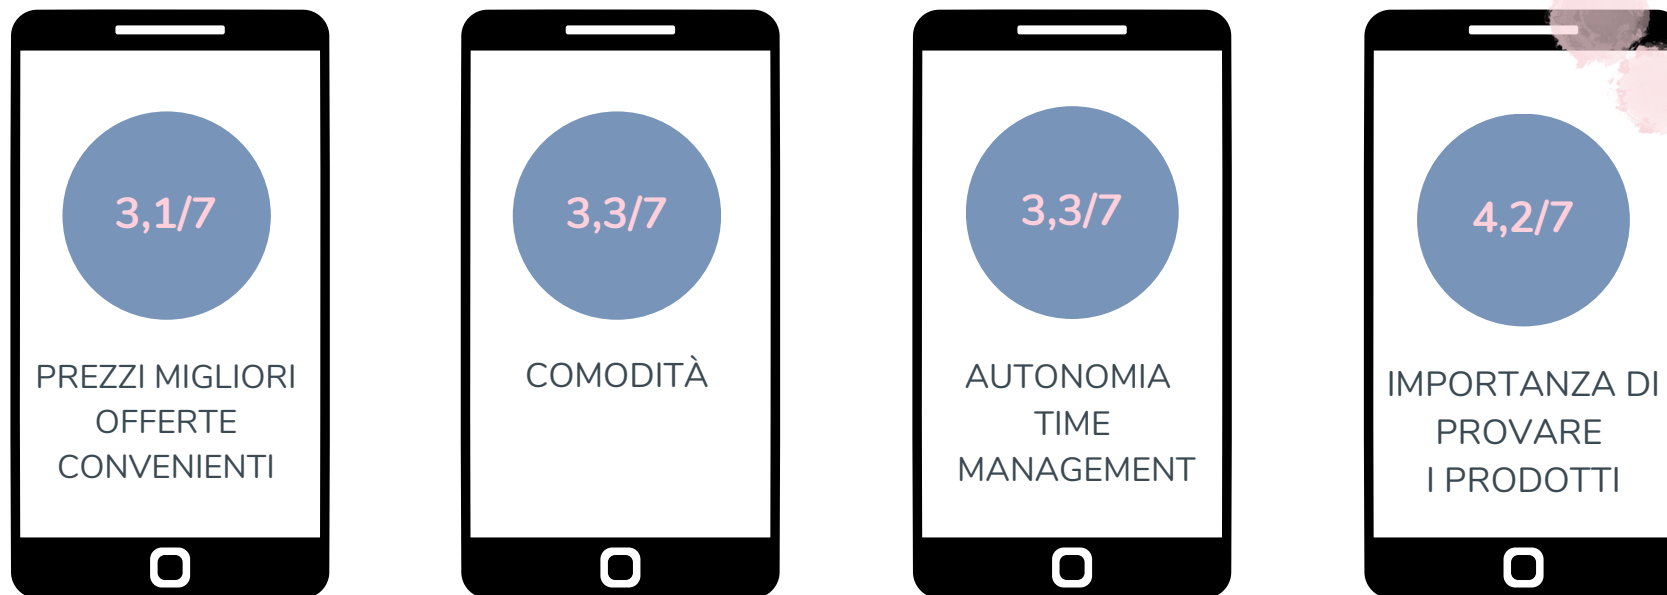 3,1/7
PREZZI MIGLIORI
OFFERTE
CONVENIENTI
3,3/7
COMODITÀ
3,3/7
AUTONOMIA
TIME
MANAGEMENT
4,2/7
IMPORTANZA DI
PROVARE
I PRODOTTI